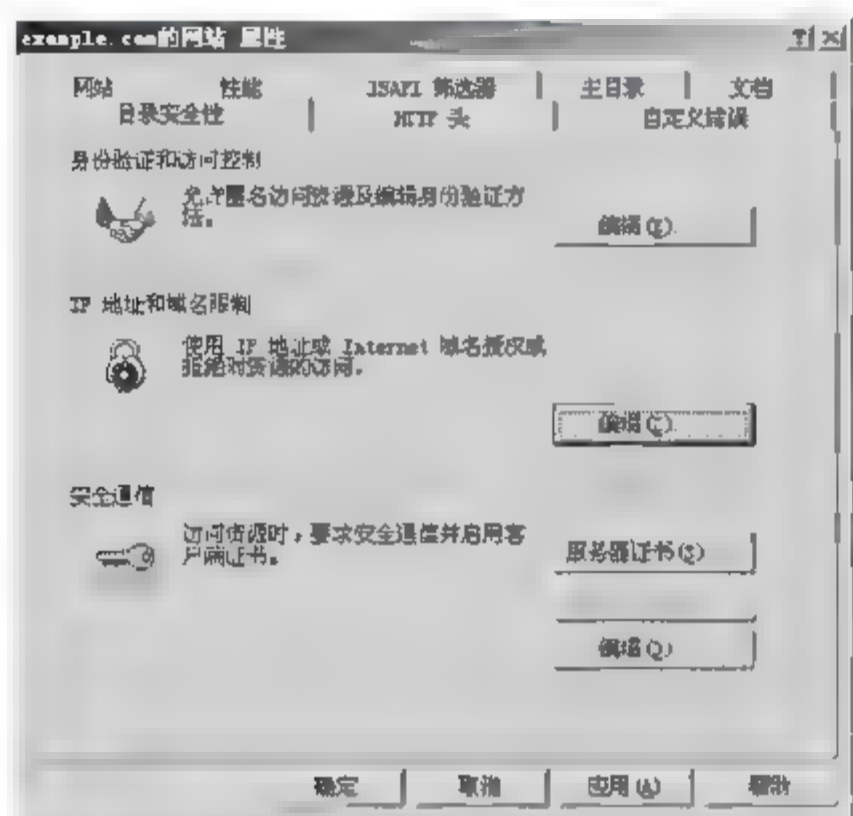 example.com的网站 属性
网站 性能 ISAPI 筛选器 主目录 文档
目录安全性 HTTP 头 自定义错误
身份验证和访问控制
允许匿名访问资源及编辑身份验证方
法。
编辑(E).
IP 地址和域名限制
使用 IP 地址或 Internet 域名授权或
拒绝对资源的访问。
编辑(I).
安全通信
访问资源时，要求安全通信并启用客
户端证书。
服务器证书(S)
编辑(D)
确定 取消 应用(A) 帮助